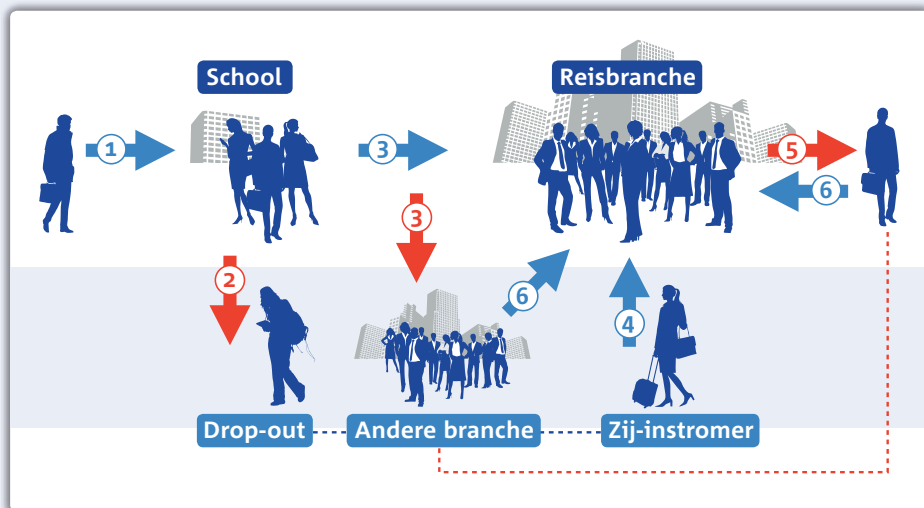 School
Reisbranche
1
3
5
6
3
2
6
4
Drop-out
Andere branche
Zij-instromer